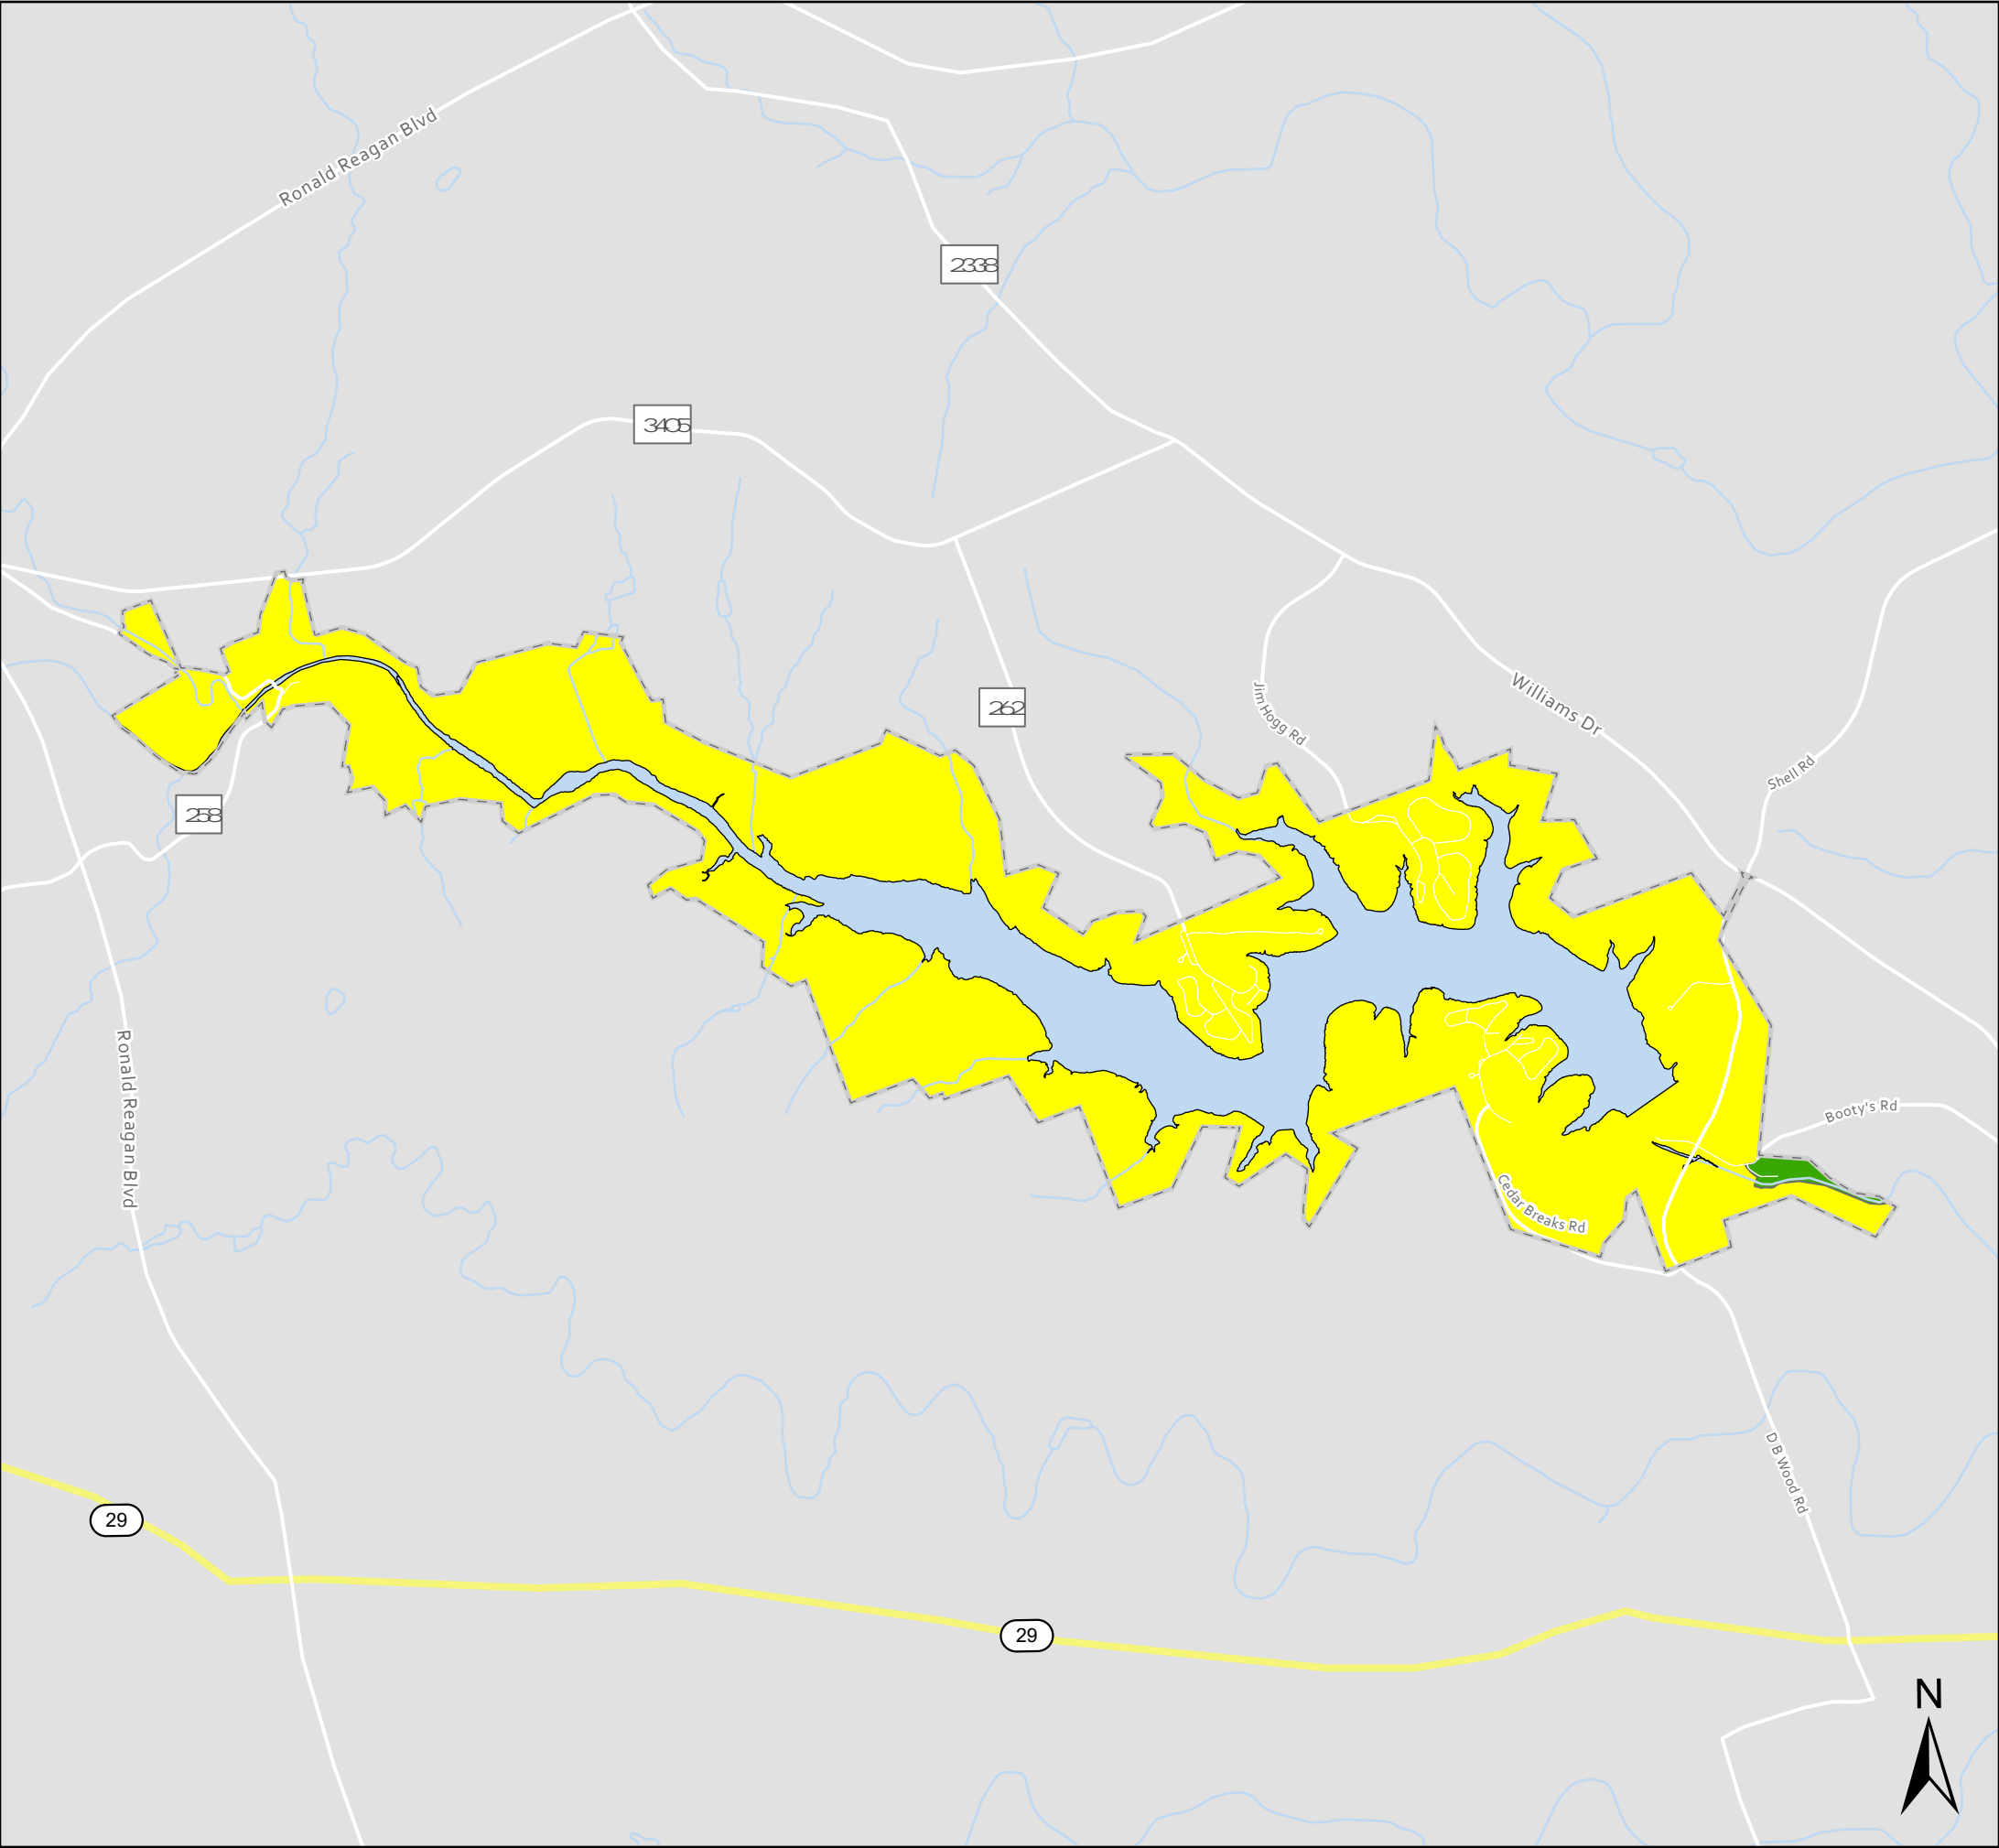 Ronald Reagan Blvd
2338
3405
262
Jim Hogg Rd
Williams Dr
Shell Rd
258
Ronald Reagan Blvd
Booty's Rd
Cedar Breaks Rd
D B Wood Rd
29
29
N